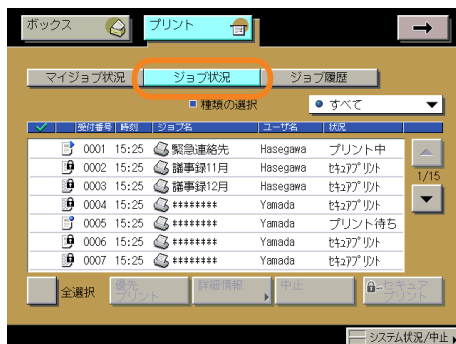 ボックス プリント
マイジョブ状況 ジョブ状況 ジョブ履歴
種類の選択 すべて
受付番号 時刻 ジョブ名 ユーザ名 状況
0001 15:25 緊急連絡先 Hasegawa プリント中
0002 15:25 議事録11月 Hasegawa ｾｷｭｱﾌﾟﾘﾝﾄ
0003 15:25 議事録12月 Hasegawa ｾｷｭｱﾌﾟﾘﾝﾄ
0004 15:25 ******** Yamada ｾｷｭｱﾌﾟﾘﾝﾄ
0005 15:25 ******** Yamada プリント待ち
0006 15:25 ******** Yamada ｾｷｭｱﾌﾟﾘﾝﾄ
0007 15:25 ******** Yamada ｾｷｭｱﾌﾟﾘﾝﾄ
1/15
全選択 優先プリント 詳細情報 中止 セキュアプリント
システム状況/中止